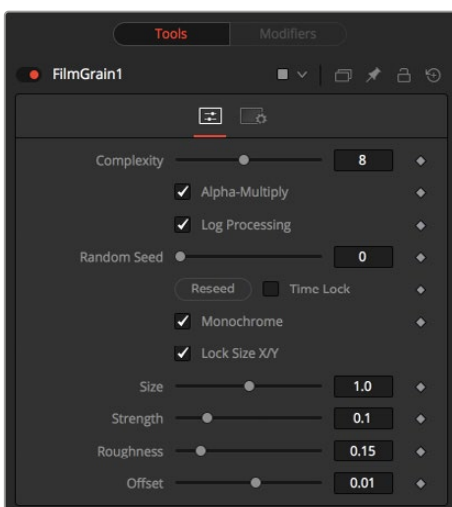 Tools Modifiers
FilmGrain1
Complexity 8
Alpha-Multiply
Log Processing
Random Seed 0
Reseed Time Lock
Monochrome
Lock Size X/Y
Size 1.0
Strength 0.1
Roughness 0.15
Offset 0.01